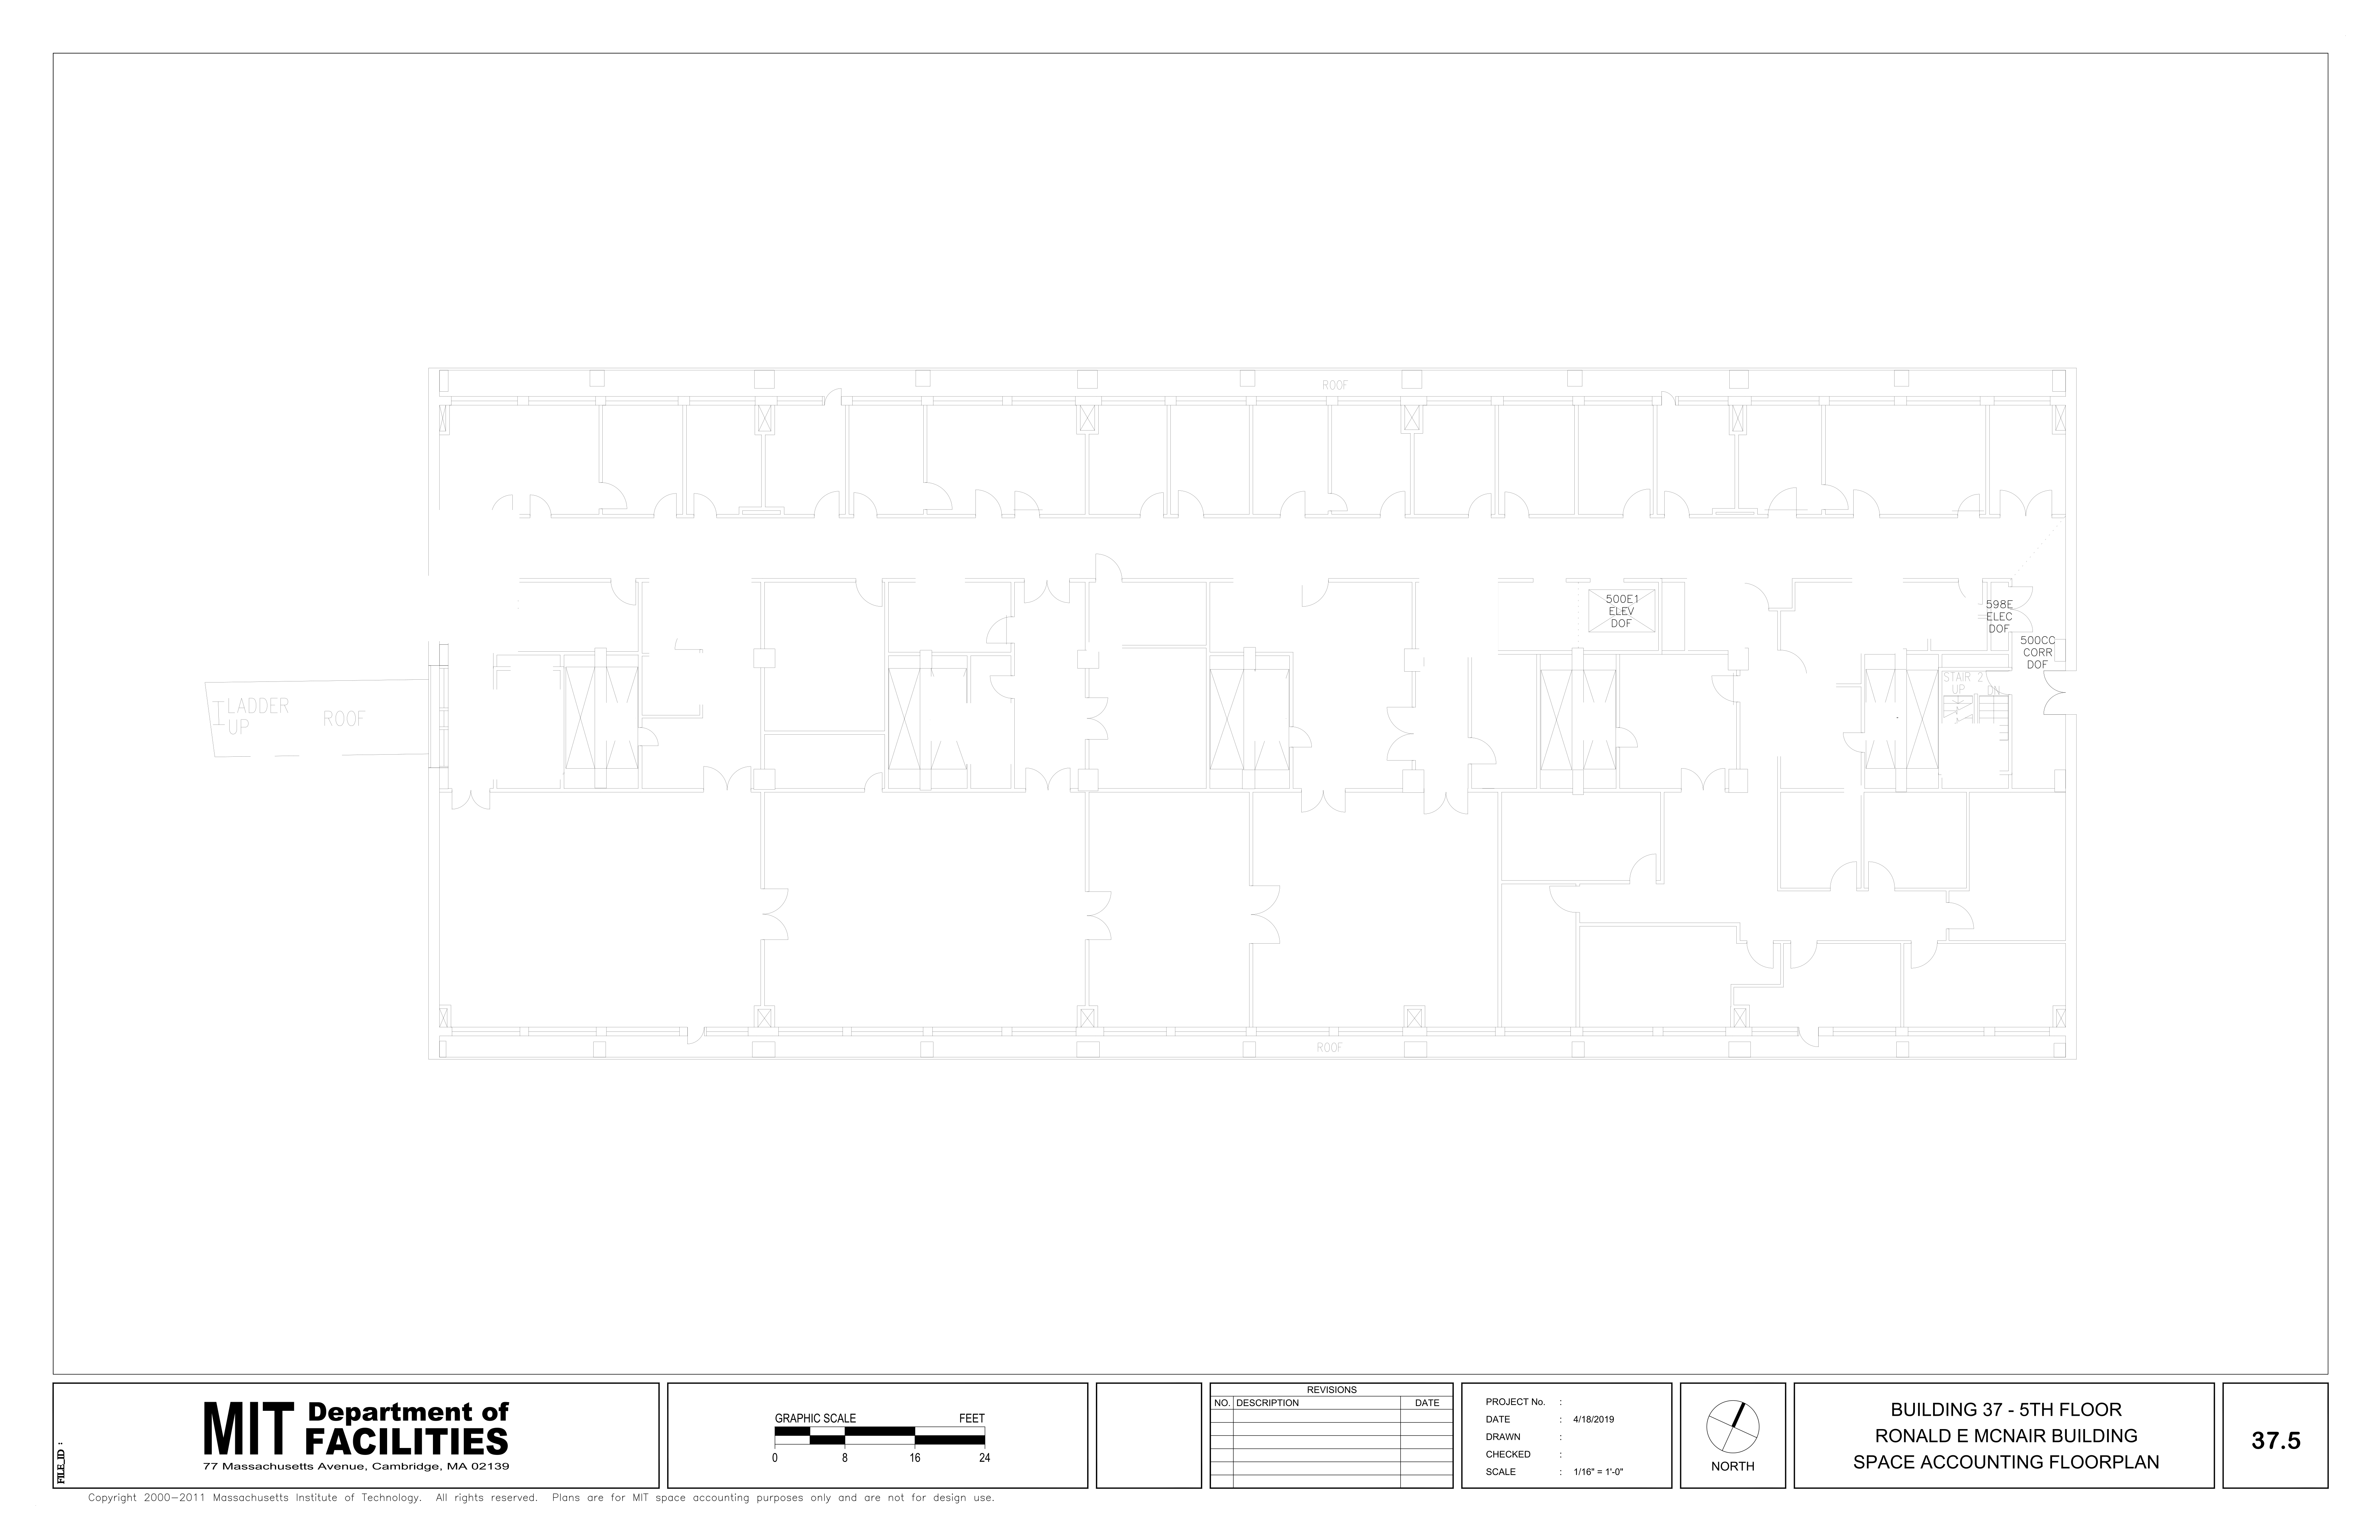 ROOF
500E1
ELEV
DOF
598E
ELEC
DOF
500CC
CORR
DOF
STAIR 2
UP
DN
LADDER
UP
ROOF
ROOF
FILE_ID :
MIT Department of
FACILITIES
77 Massachusetts Avenue, Cambridge, MA 02139
GRAPHIC SCALE FEET
0 8 16 24
REVISIONS
NO. DESCRIPTION DATE
PROJECT No. :
DATE : 4/18/2019
DRAWN :
CHECKED :
SCALE : 1/16" = 1'-0"
NORTH
BUILDING 37 - 5TH FLOOR
RONALD E MCNAIR BUILDING
SPACE ACCOUNTING FLOORPLAN
37.5
Copyright 2000-2011 Massachusetts Institute of Technology. All rights reserved. Plans are for MIT space accounting purposes only and are not for design use.